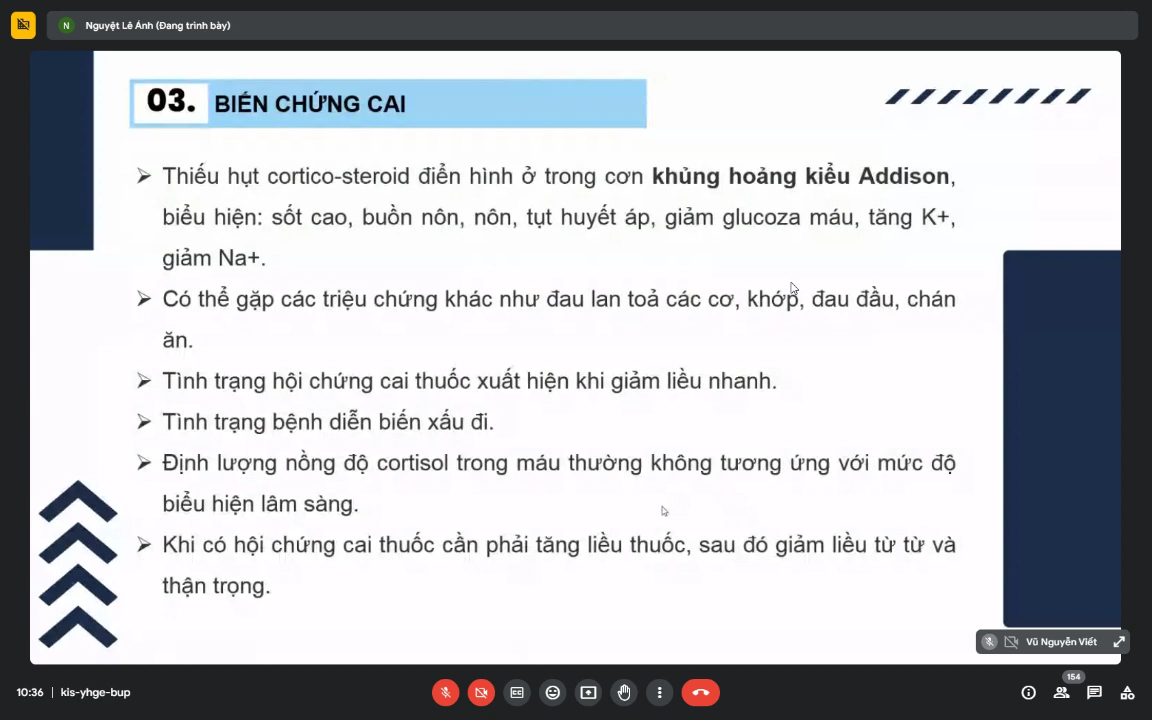 N Nguyệt Lê Ánh (Đang trình bày)
03. BIẾN CHỨNG CAI
Thiếu hụt cortico-steroid điển hình ở trong cơn khủng hoảng kiểu Addison,
biểu hiện: sốt cao, buồn nôn, nôn, tụt huyết áp, giảm glucoza máu, tăng K+,
giảm Na+.
Có thể gặp các triệu chứng khác như đau lan toả các cơ, khớp, đau đầu, chán
ăn.
Tình trạng hội chứng cai thuốc xuất hiện khi giảm liều nhanh.
Tình trạng bệnh diễn biến xấu đi.
Định lượng nồng độ cortisol trong máu thường không tương ứng với mức độ
biểu hiện lâm sàng.
Khi có hội chứng cai thuốc cần phải tăng liều thuốc, sau đó giảm liều từ từ và
thận trọng.
Vũ Nguyễn Viết
154
10:36 | kis-yhge-bup